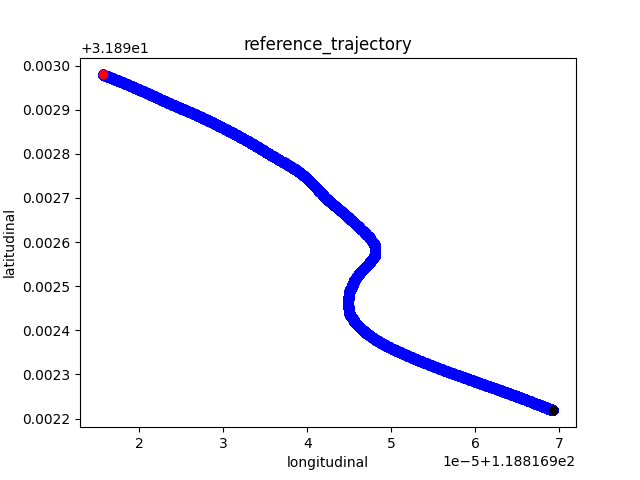 reference_trajectory
+3.189e1
0.0030
0.0029
0.0028
0.0027
0.0026
0.0025
0.0024
0.0023
0.0022
latitudinal
2 3 4 5 6 7
longitudinal
1e-5+1.188169e2